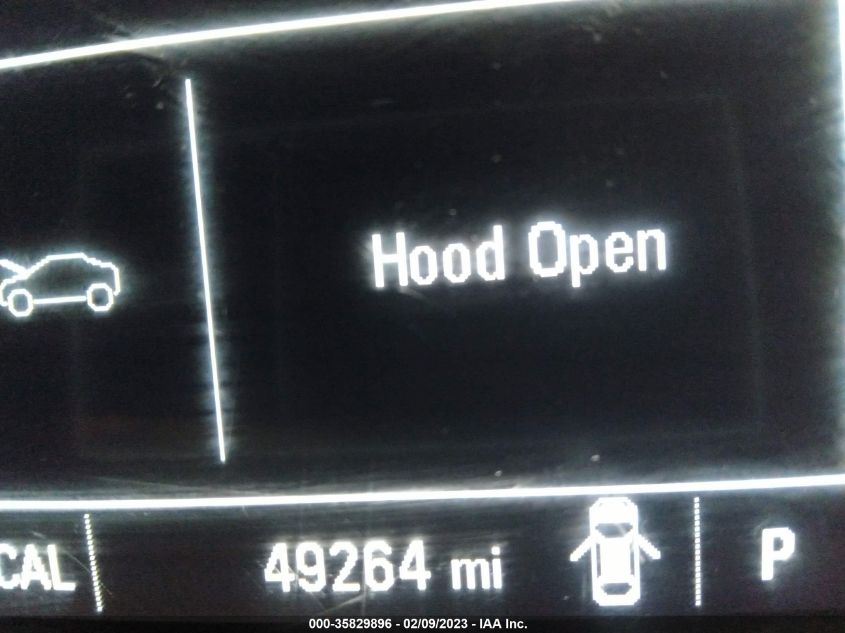 Hood Open
CAL 49264 mi P
000-35829896 - 02/09/2023 - IAA Inc.